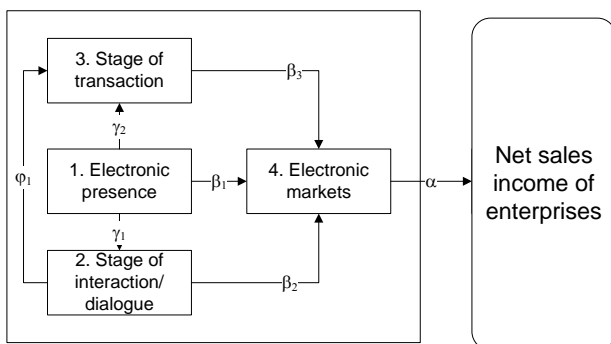 3. Stage of
transaction
β3
γ2
φ1
1. Electronic
presence
β1
4. Electronic
markets
α
Net sales
income of
enterprises
γ1
2. Stage of
interaction/
dialogue
β2